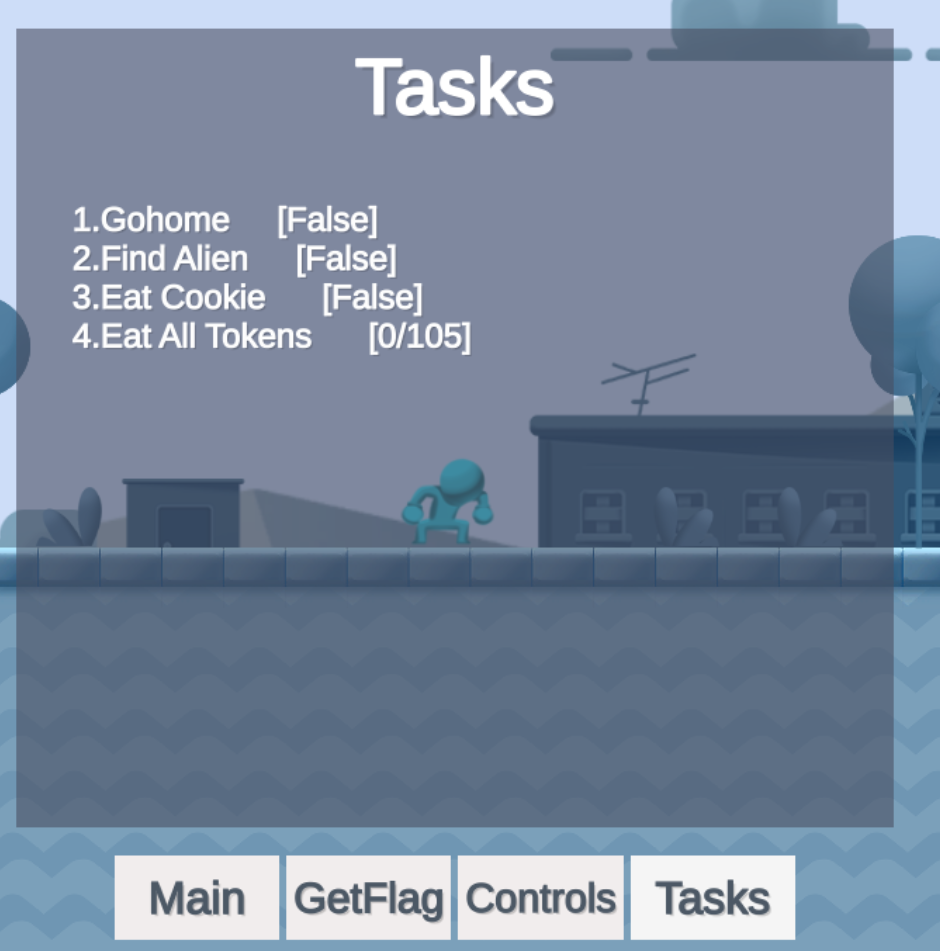 Tasks
1.Gohome [False]
2.Find Alien [False]
3.Eat Cookie [False]
4.Eat All Tokens [0/105]
Main GetFlag Controls Tasks